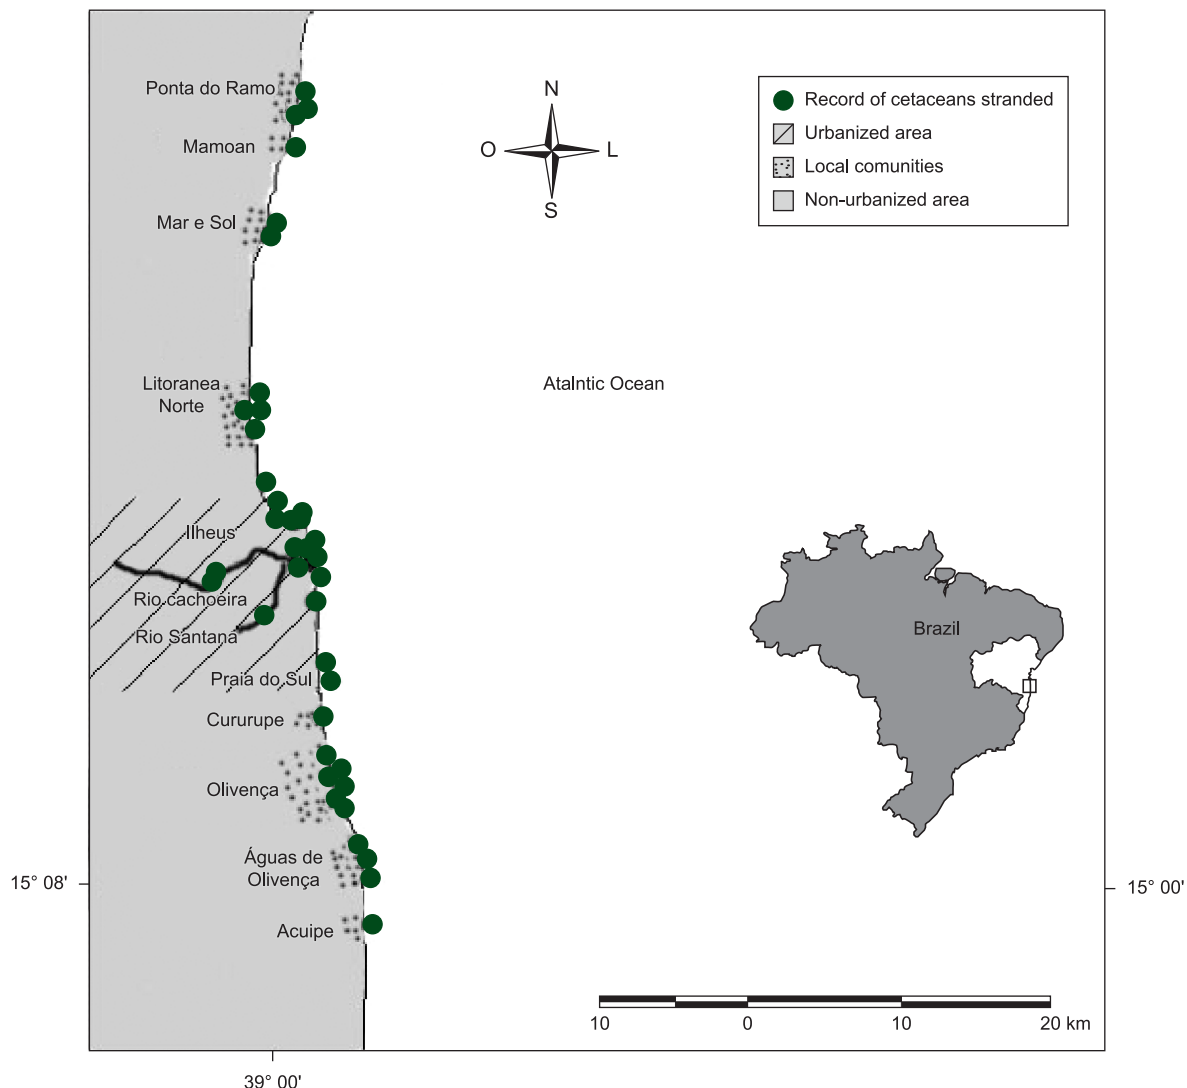 Ponta do Ramo
Mamoan
Mar e Sol
Litoranea
Norte
Ilheus
Rio cachoeira
Rio Santana
Praia do Sul
Cururupe
Olivença
Águas de
Olivença
Acuipe
N
O
L
S
Record of cetaceans stranded
Urbanized area
Local comunities
Non-urbanized area
Atalntic Ocean
Brazil
15° 08'
15° 00'
10 0 10 20 km
39° 00'